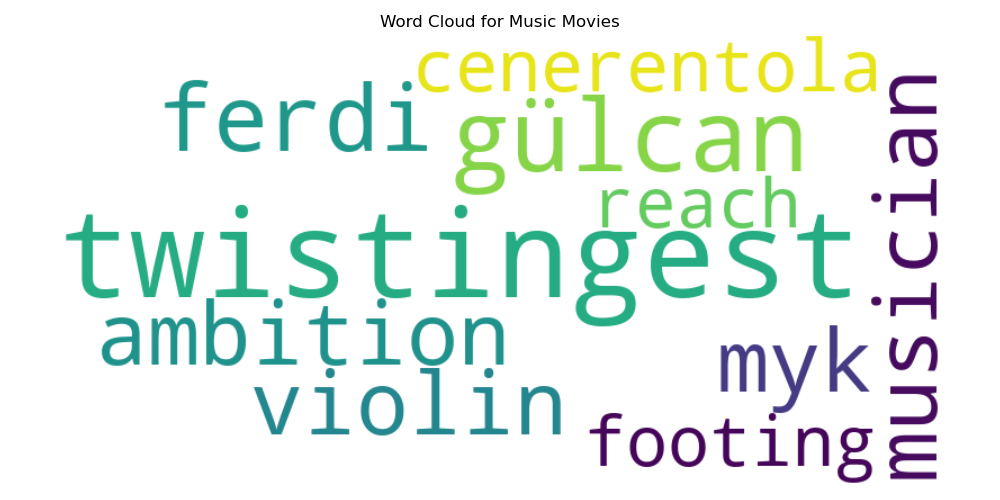 Word Cloud for Music Movies
cenerentola
ferdi
gülcan
musician
reach
twistingest
ambition
myk
violin
footing